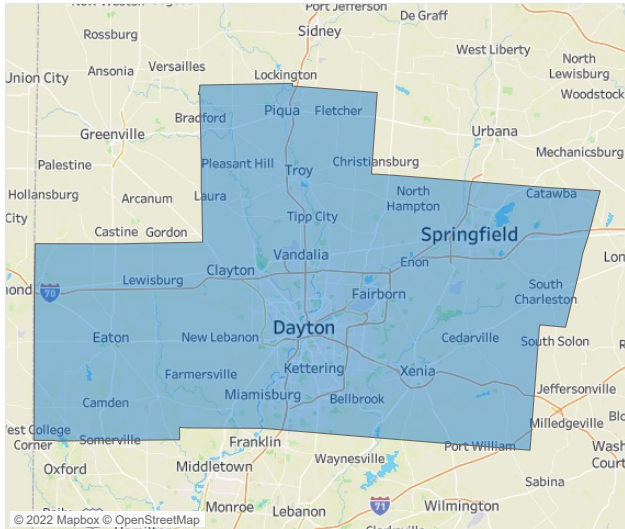 Port Jefferson
De Graff
Rossburg
Sidney
West Liberty
Versailles
North
Lewisburg
Union City
Ansonia
Lockington
Woodstock
Piqua
Fletcher
Bradford
Greenville
Urbana
Mechanicsburg
Palestine
Pleasant Hill
Troy
Christiansburg
Hollansburg
Arcanum
Laura
North
Hampton
Catawba
City
Tipp City
Castine
Gordon
Springfield
Vandalia
Clayton
Enon
70
Lewisburg
Fairborn
South
Charleston
Dayton
Eaton
New Lebanon
Cedarville
South Solon
Farmersville
Kettering
Xenia
Jeffersonville
Camden
Miamisburg
Bellbrook
Milledgeville
Corner
Somerville
Franklin
Port William
Oxford
Middletown
Waynesville
Sabina
Monroe
Lebanon
71
Wilmington
© 2022 Mapbox © OpenStreetMap